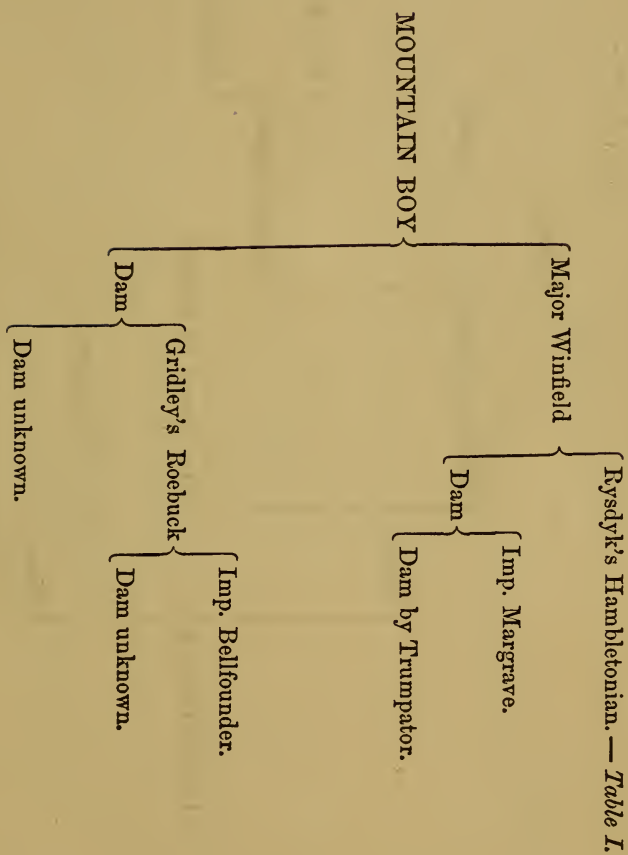 MOUNTAIN BOY
Major Winfield
Rysdyk's Hambletonian.— Table I.
Dam
Imp. Margrave.
Dam by Trumpator.
Dam
Gridley's Roebuck
Imp. Bellfounder.
Dam unknown.
Dam unknown.